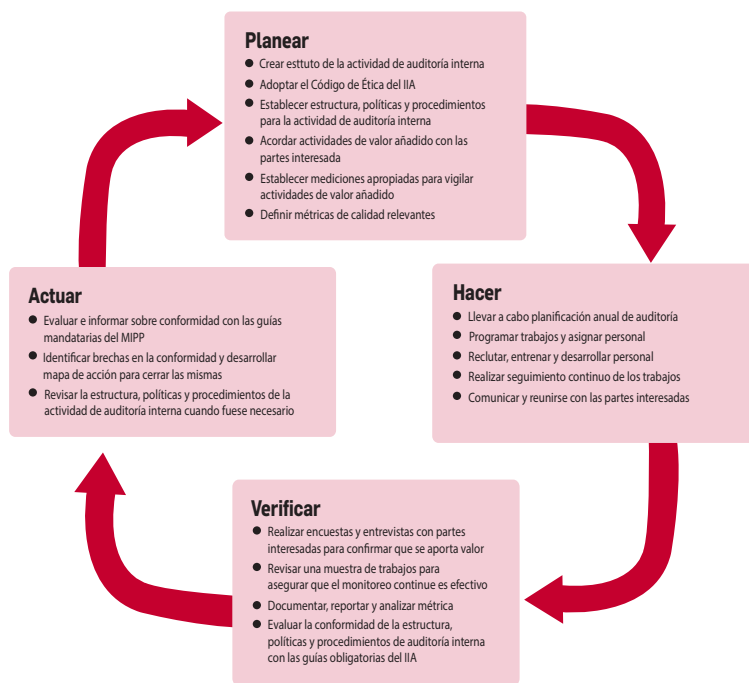 Planear
● Crear esttuto de la actividad de auditoría interna
● Adoptar el Código de Ética del IIA
● Establecer estructura, políticas y procedimientos
para la actividad de auditoría interna
● Acordar actividades de valor añadido con las
partes interesada
● Establecer mediciones apropiadas para vigilar
actividades de valor añadido
● Definir métricas de calidad relevantes
Hacer
● Llevar a cabo planificación anual de auditoría
● Programar trabajos y asignar personal
● Reclutar, entrenar y desarrollar personal
● Realizar seguimiento continuo de los trabajos
● Comunicar y reunirse con las partes interesadas
Verificar
● Realizar encuestas y entrevistas con partes
interesadas para confirmar que se aporta valor
● Revisar una muestra de trabajos para
asegurar que el monitoreo continue es efectivo
● Documentar, reportar y analizar métrica
● Evaluar la conformidad de la estructura,
políticas y procedimientos de auditoría interna
con las guías obligatorias del IIA
Actuar
● Evaluar e informar sobre conformidad con las guías
mandatarias del MIPP
● Identificar brechas en la conformidad y desarrollar
mapa de acción para cerrar las mismas
● Revisar la estructura, políticas y procedimientos de la
actividad de auditoría interna cuando fuese necesario